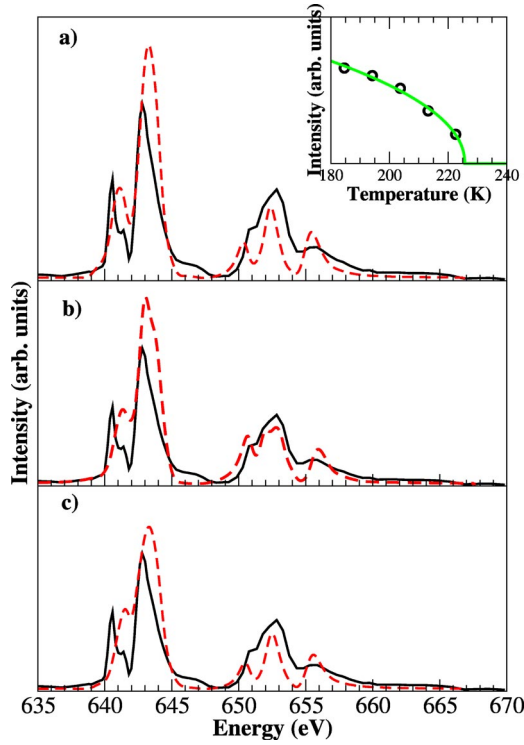 a)
Intensity (arb. units)
180 200 220 240
Temperature (K)
b)
Intensity (arb. units)
c)
635 640 645 650 655 660 665 670
Energy (eV)